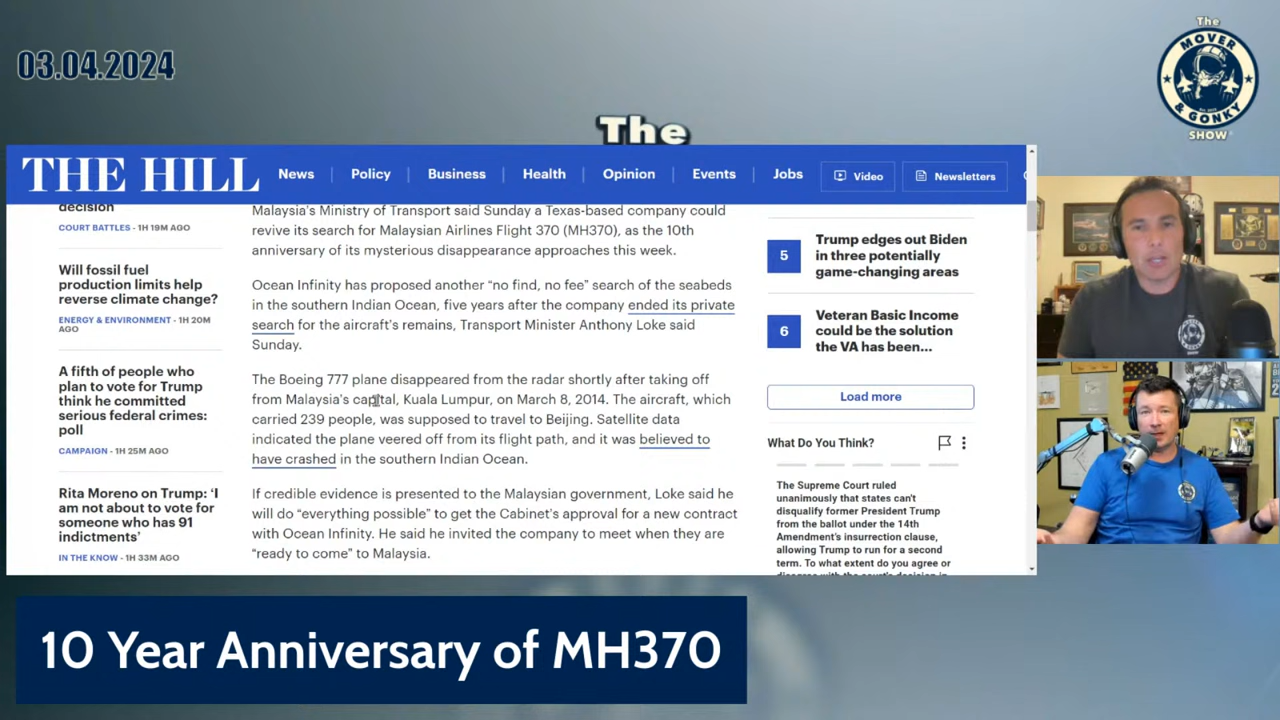 03.04.2024
The
MOVER
& GONKY
SHOW
The
THE HILL
News
Policy
Business
Health
Opinion
Events
Jobs
Video
Newsletters
decision
COURT BATTLES - 1H 19M AGO
Will fossil fuel
production limits help
reverse climate change?
ENERGY & ENVIRONMENT - 1H 20M
AGO
A fifth of people who
plan to vote for Trump
think he committed
serious federal crimes:
poll
CAMPAIGN - 1H 25M AGO
Rita Moreno on Trump: ‘I
am not about to vote for
someone who has 91
indictments’
IN THE KNOW - 1H 33M AGO
Malaysia’s Ministry of Transport said Sunday a Texas-based company could
revive its search for Malaysian Airlines Flight 370 (MH370), as the 10th
anniversary of its mysterious disappearance approaches this week.
Ocean Infinity has proposed another “no find, no fee” search of the seabeds
in the southern Indian Ocean, five years after the company ended its private
search for the aircraft’s remains, Transport Minister Anthony Loke said
Sunday.
The Boeing 777 plane disappeared from the radar shortly after taking off
from Malaysia’s capital, Kuala Lumpur, on March 8, 2014. The aircraft, which
carried 239 people, was supposed to travel to Beijing. Satellite data
indicated the plane veered off from its flight path, and it was believed to
have crashed in the southern Indian Ocean.
If credible evidence is presented to the Malaysian government, Loke said he
will do “everything possible” to get the Cabinet’s approval for a new contract
with Ocean Infinity. He said he invited the company to meet when they are
“ready to come” to Malaysia.
5
Trump edges out Biden
in three potentially
game-changing areas
6
Veteran Basic Income
could be the solution
the VA has been...
Load more
What Do You Think?
The Supreme Court ruled
unanimously that states can't
disqualify former President Trump
from the ballot under the 14th
Amendment's insurrection clause,
allowing Trump to run for a second
term. To what extent do you agree or
disagree with the court's decision in
10 Year Anniversary of MH370